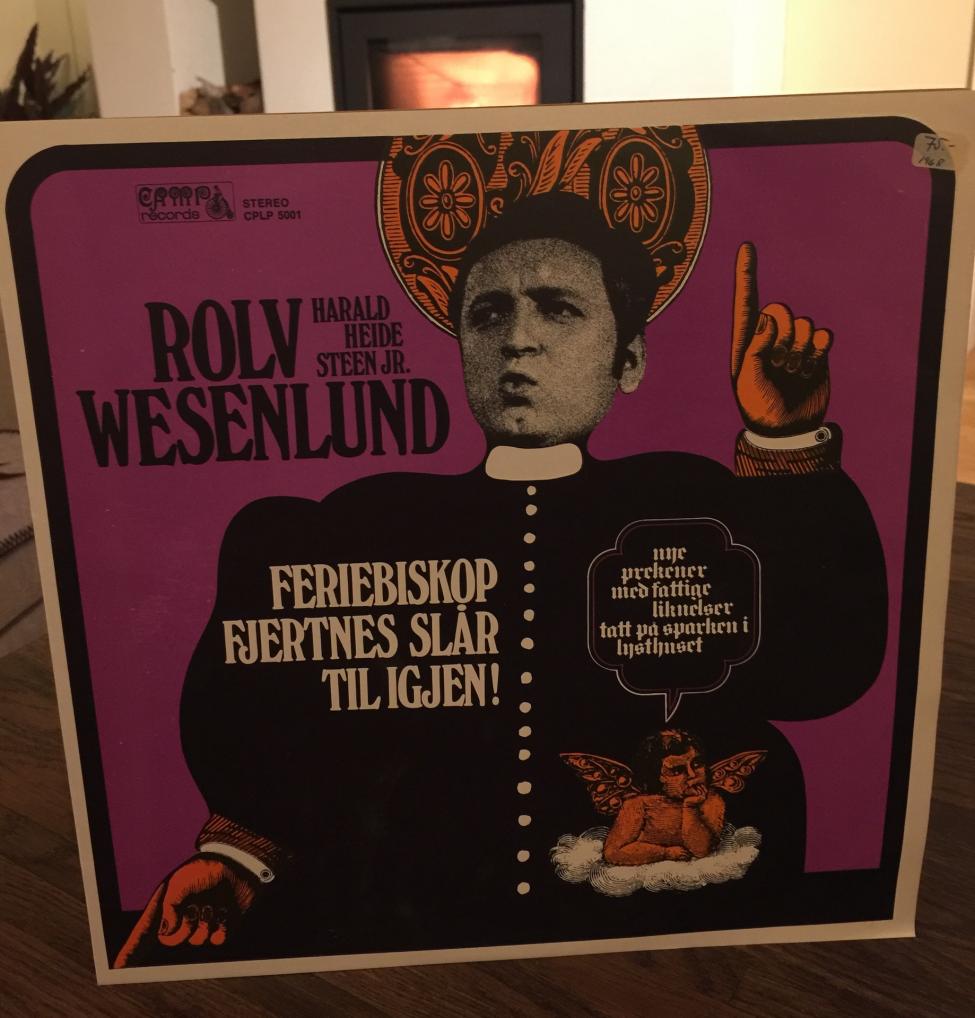 CAMP
records
STEREO
CPLP 5001
75.-
ROLV
HARALD
HEIDE
STEEN JR.
WESENLUND
FERIEBISKOP
FJERTNES SLÅR
TIL IGJEN!
nye
prekener
med fattige
liknelser
tatt på sparken i
lysthuset